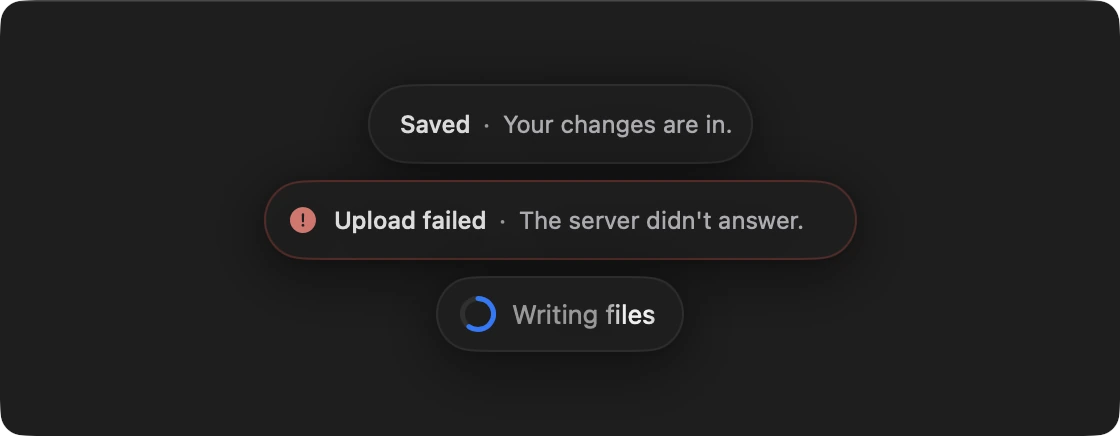 Saved · Your changes are in.
! Upload failed · The server didn't answer.
Writing files